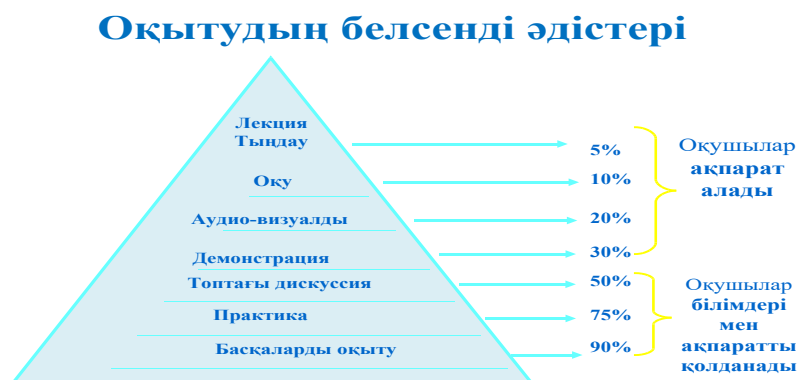 Оқытудың белсенді әдістері
Лекция
Тыңдау
5%
Оқу
10%
Аудио-визуалды
20%
Демонстрация
30%
Оқушылар
ақпарат
алады
Топтағы дискуссия
50%
Практика
75%
Басқаларды оқыту
90%
Оқушылар
білімдері
мен
ақпаратты
қолданады